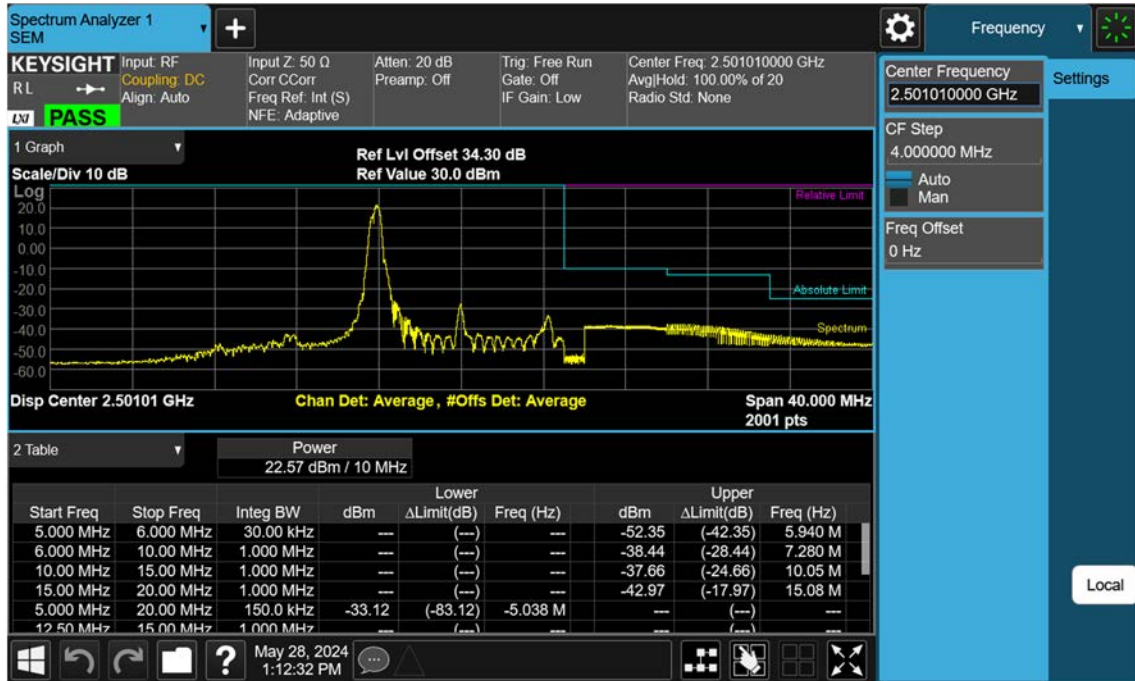 Spectrum Analyzer 1
SEM
Frequency
KEYSIGHT
R L
LXI
PASS
Input: RF
Coupling: DC
Align: Auto
Input Z: 50 Ω
Corr CCorr
Freq Ref: Int (S)
NFE: Adaptive
Atten: 20 dB
Preamp: Off
Trig: Free Run
Gate: Off
IF Gain: Low
Center Freq: 2.501010000 GHz
Avg|Hold: 100.00% of 20
Radio Std: None
Center Frequency
2.501010000 GHz
Settings
CF Step
4.000000 MHz
Auto
Man
Freq Offset
0 Hz
Local
1 Graph
Scale/Div 10 dB
Ref Lvl Offset 34.30 dB
Ref Value 30.0 dBm
Log
20.0
10.0
0.00
-10.0
-20.0
-30.0
-40.0
-50.0
-60.0
Relative Limit
Absolute Limit
Spectrum
Disp Center 2.50101 GHz
Chan Det: Average, #Offs Det: Average
Span 40.000 MHz
2001 pts
2 Table
Power
22.57 dBm / 10 MHz
Lower Upper
Start Freq Stop Freq Integ BW dBm ΔLimit(dB) Freq (Hz) dBm ΔLimit(dB) Freq (Hz)
5.000 MHz 6.000 MHz 30.00 kHz --- (---) --- -52.35 (-42.35) 5.940 M
6.000 MHz 10.00 MHz 1.000 MHz --- (---) --- -38.44 (-28.44) 7.280 M
10.00 MHz 15.00 MHz 1.000 MHz --- (---) --- -37.66 (-24.66) 10.05 M
15.00 MHz 20.00 MHz 1.000 MHz --- (---) --- -42.97 (-17.97) 15.08 M
5.000 MHz 20.00 MHz 150.0 kHz -33.12 (-83.12) -5.038 M --- (---) ---
12.50 MHz 15.00 MHz 1.000 MHz --- (---) --- --- (---) ---
May 28, 2024
1:12:32 PM